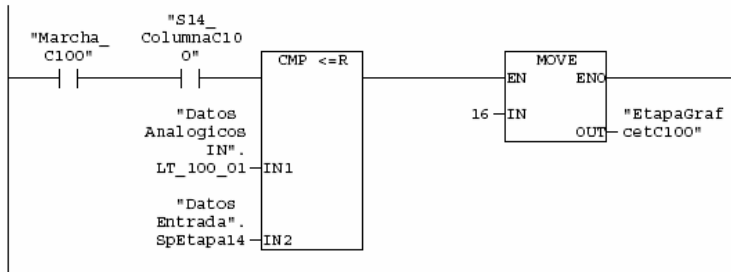 "S14_
"Marcha_
ColumnaC10
C100"
0"
CMP <=R
MOVE
EN
ENO
"Datos
Analogicos
IN".
LT_100_01
IN1
16
IN
"EtapaGraf
OUT
cetC100"
"Datos
Entrada".
SpEtapa14
IN2